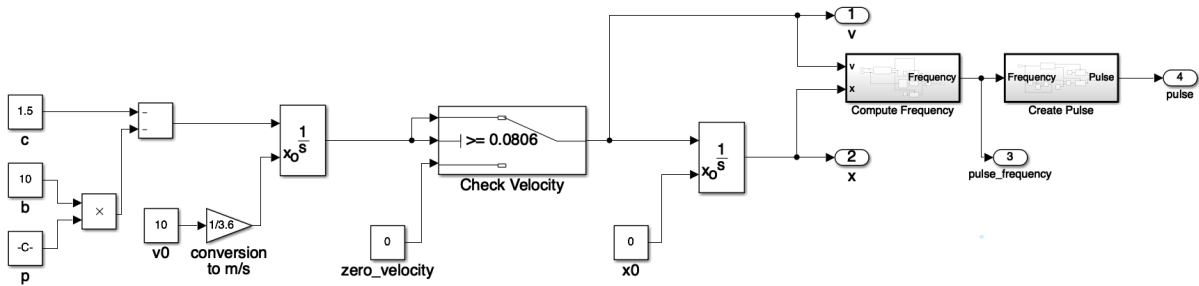 1
v
v
x
Frequency
Compute Frequency
Frequency
Pulse
Create Pulse
4
pulse
1.5
c
−
−
1
s
xo
>= 0.0806
Check Velocity
1
s
xo
2
x
3
pulse_frequency
10
b
×
-C-
p
10
v0
1/3.6
conversion
to m/s
0
zero_velocity
0
x0